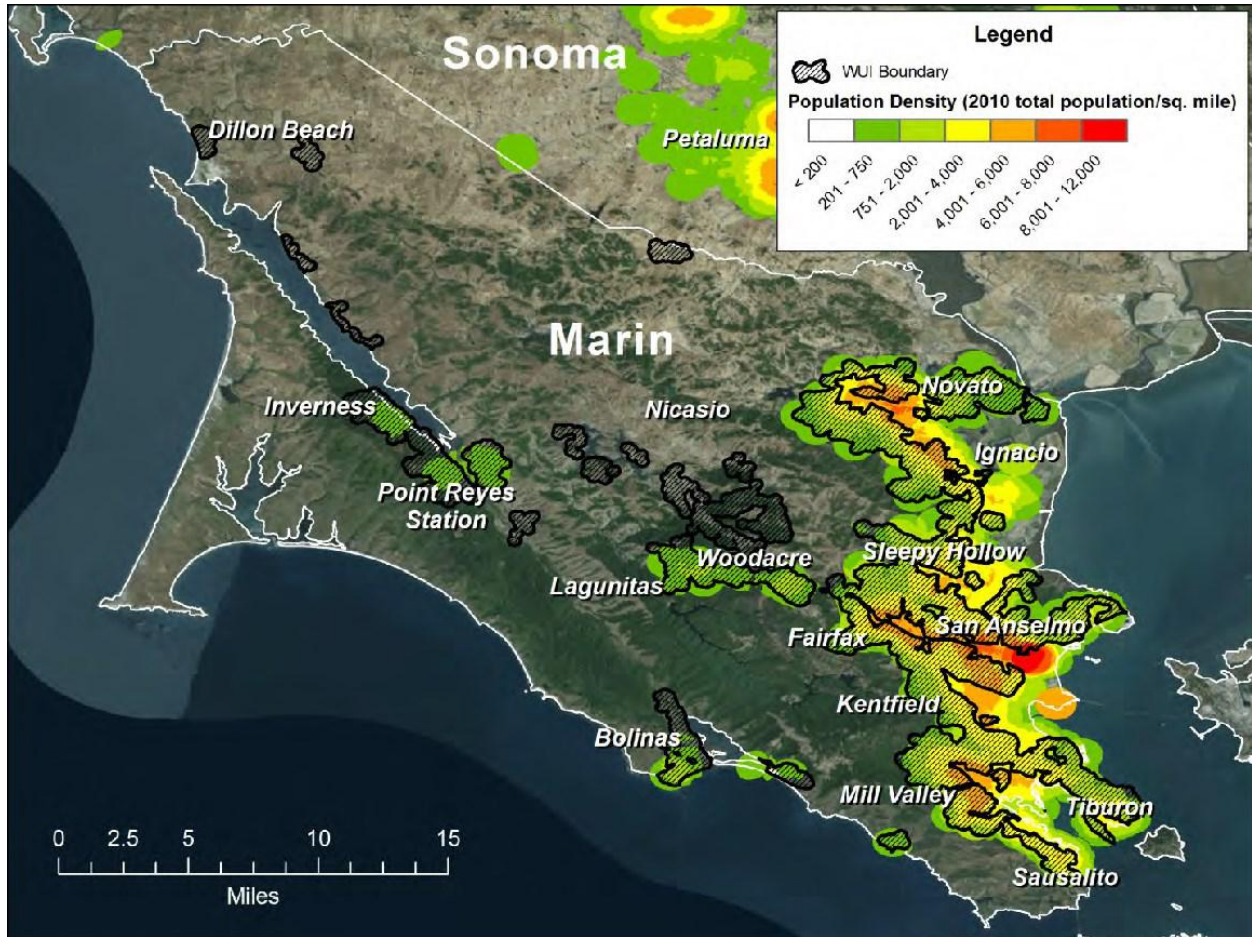 Sonoma
Legend
WUI Boundary
Population Density (2010 total population/sq. mile)
< 200
201 - 750
751 - 2,000
2,001 - 4,000
4,001 - 6,000
6,001 - 8,000
8,001 - 12,000
Dillon Beach
Petaluma
Marin
Novato
Inverness
Nicasio
Ignacio
Point Reyes
Station
Sleepy Hollow
Woodacre
Lagunitas
San Anselmo
Fairfax
Kentfield
Bolinas
Mill Valley
Tiburon
Sausalito
0 2.5 5 10 15
Miles